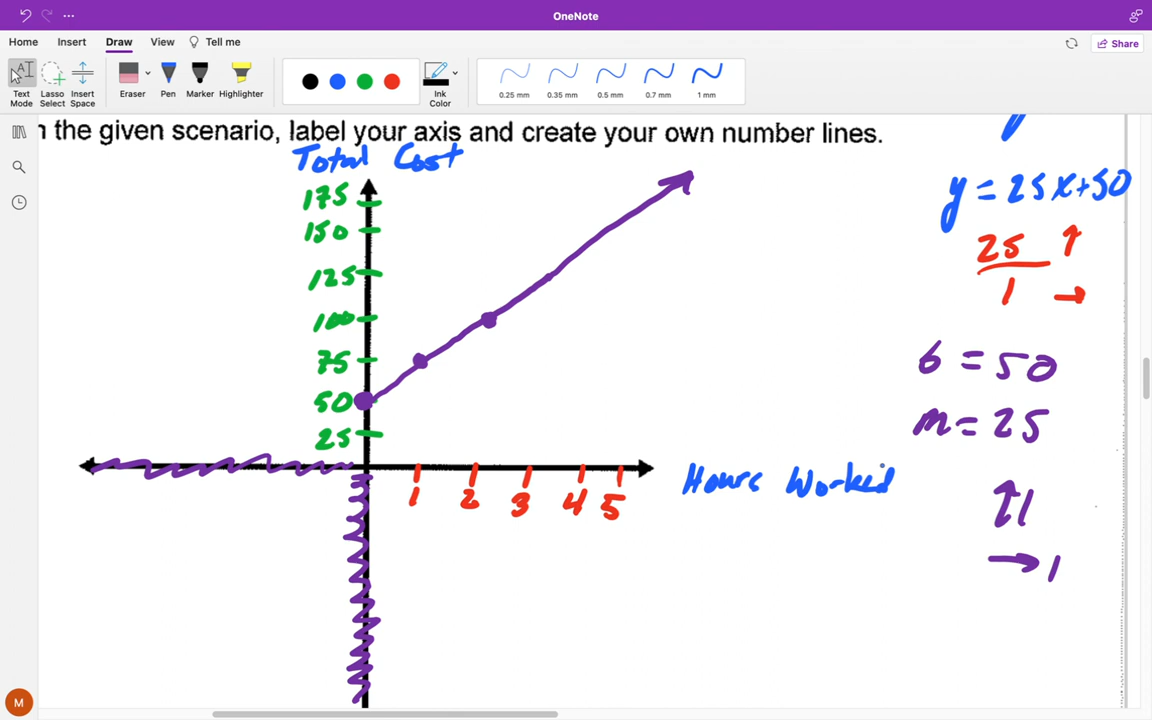 OneNote
Home Insert Draw View Tell me
Share
Text Mode
Lasso Select
Insert Space
Eraser
Pen
Marker
Highlighter
Ink Color
0.25 mm 0.35 mm 0.5 mm 0.7 mm 1 mm
the given scenario, label your axis and create your own number lines.
Total Cost
175
150
125
100
75
50
25
1 2 3 4 5
Hours Worked
y = 25x+50
25 ↑
1 →
b = 50
m = 25
↑1
→1
M